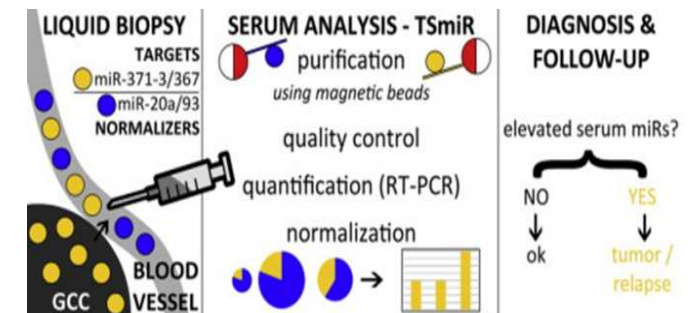 LIQUID BIOPSY
TARGETS
miR-371-3/367
miR-20a/93
NORMALIZERS
BLOOD
VESSEL
GCC
SERUM ANALYSIS - TSmiR
purification
using magnetic beads
quality control
quantification (RT-PCR)
normalization
DIAGNOSIS &
FOLLOW-UP
elevated serum miRs?
NO YES
ok tumor /
relapse